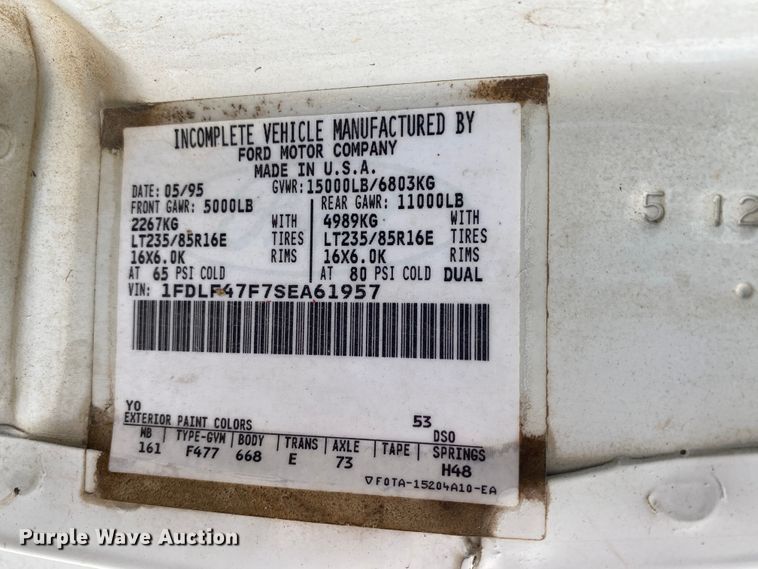 INCOMPLETE VEHICLE MANUFACTURED BY
FORD MOTOR COMPANY
MADE IN U.S.A.
DATE: 05/95 GVWR: 15000LB/6803KG
FRONT GAWR: 5000LB REAR GAWR: 11000LB
2267KG WITH 4989KG WITH
LT235/85R16E TIRES LT235/85R16E TIRES
16X6.0K RIMS 16X6.0K RIMS
AT 65 PSI COLD AT 80 PSI COLD DUAL
VIN: 1FDLF47F7SEA61957
YO 53
EXTERIOR PAINT COLORS DSO
WB TYPE-GVM BODY TRANS AXLE TAPE SPRINGS
161 F477 668 E 73 H48
▽F0TA-15204A10-EA
5 12
Purple Wave Auction